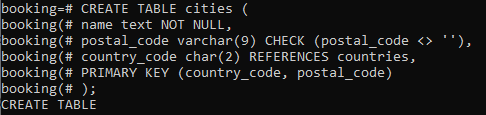 booking=# CREATE TABLE cities (
booking(# name text NOT NULL,
booking(# postal_code varchar(9) CHECK (postal_code <> ''),
booking(# country_code char(2) REFERENCES countries,
booking(# PRIMARY KEY (country_code, postal_code)
booking(# );
CREATE TABLE